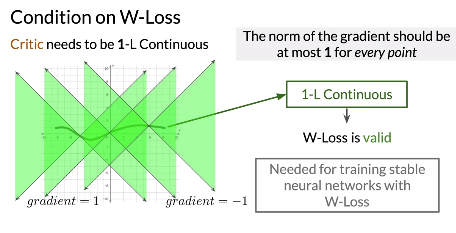 Condition on W-Loss
Critic needs to be 1-L Continuous
The norm of the gradient should be
at most 1 for every point
1-L Continuous
W-Loss is valid
Needed for training stable
neural networks with
W-Loss
gradient = 1
gradient = −1